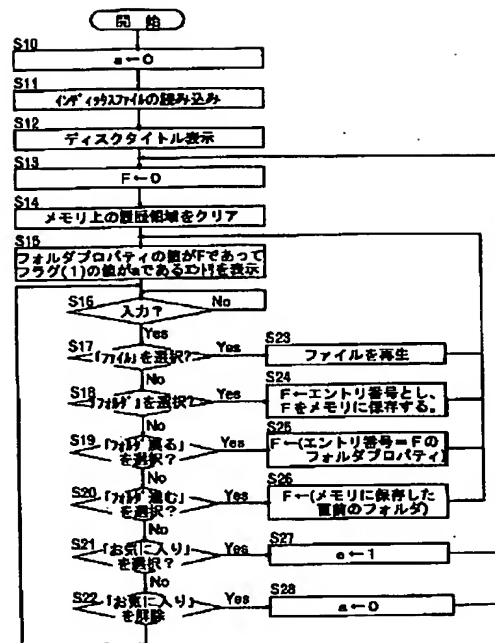 開始
S10
a←0
S11
インディックスファイルの読み込み
S12
ディスクタイトル表示
S13
F←0
S14
メモリ上の履歴領域をクリア
S15
フォルダプロパティの値がFであって
フラグ(1)の値がaであるエントリを表示
S16
入力?
No
Yes
S17
「ファイル」を選択?
Yes
S23
ファイルを再生
No
S18
「フォルダ」を選択?
Yes
S24
F←エントリ番号とし、
Fをメモリに保存する。
No
S19
「フォルダ戻る」
を選択?
Yes
S25
F←(エントリ番号=Fの
フォルダプロパティ)
No
S20
「フォルダ進む」
を選択?
Yes
S26
F←(メモリに保存した
直前のフォルダ)
No
S21
「お気に入り」
を選択?
Yes
S27
a←1
No
S22
「お気に入り」
を解除
Yes
S28
a←0
No